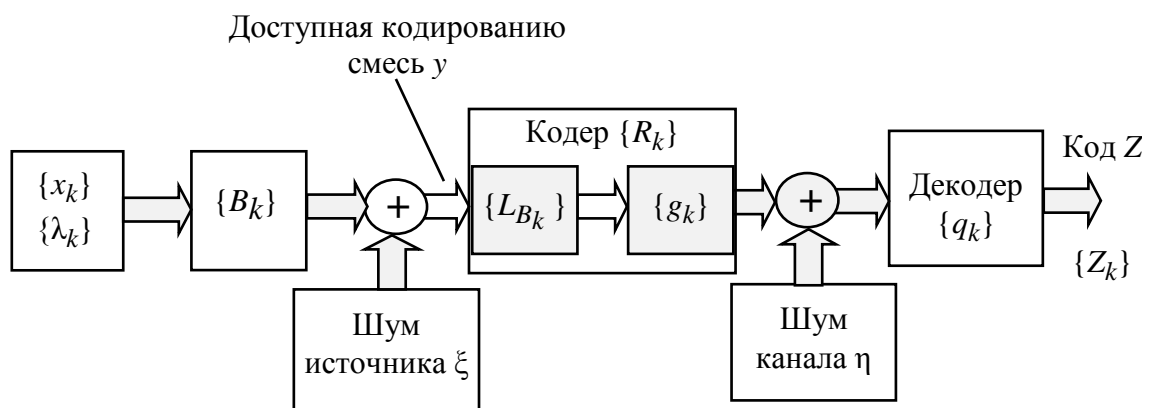 Доступная кодированию
смесь y
Кодер {R_k}
{x_k}
{λ_k}
{B_k}
+
{L_{B_k}}
{g_k}
+
Декодер
{q_k}
Код Z
{Z_k}
Шум
источника ξ
Шум
канала η